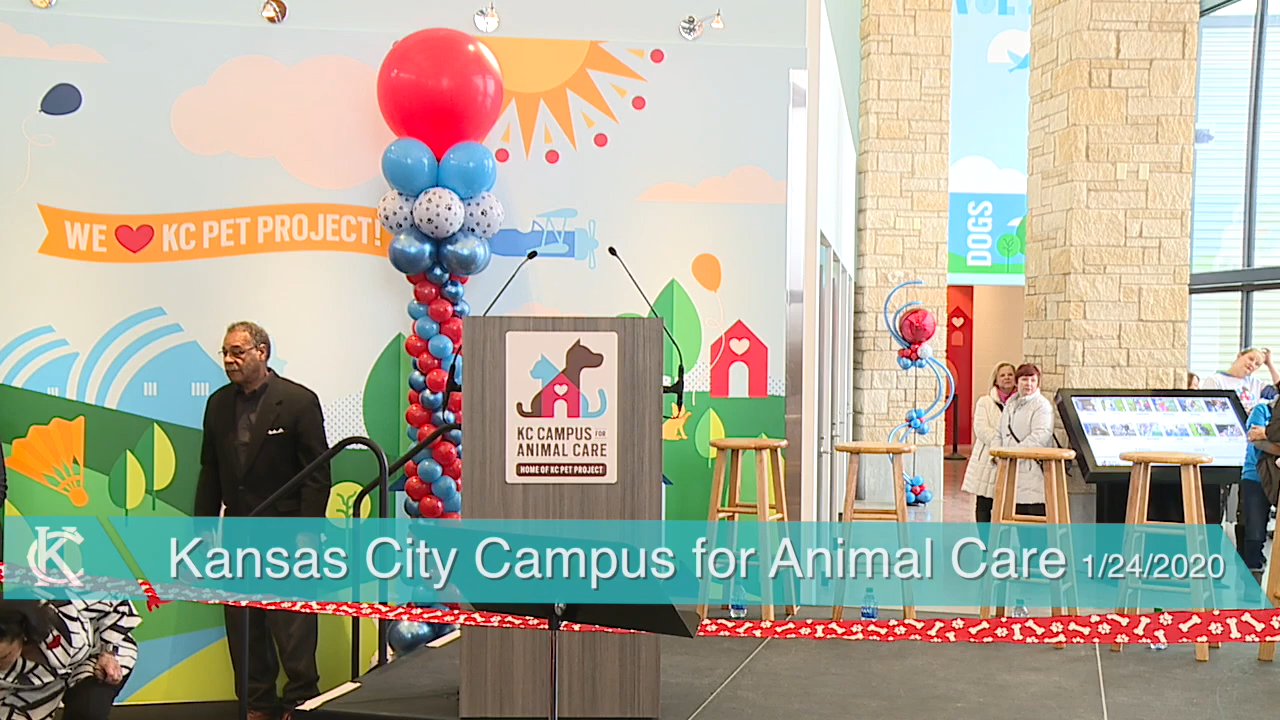 WE KC PET PROJECT!
DOGS
KC CAMPUS FOR
ANIMAL CARE
HOME OF KC PET PROJECT
KC
Kansas City Campus for Animal Care 1/24/2020